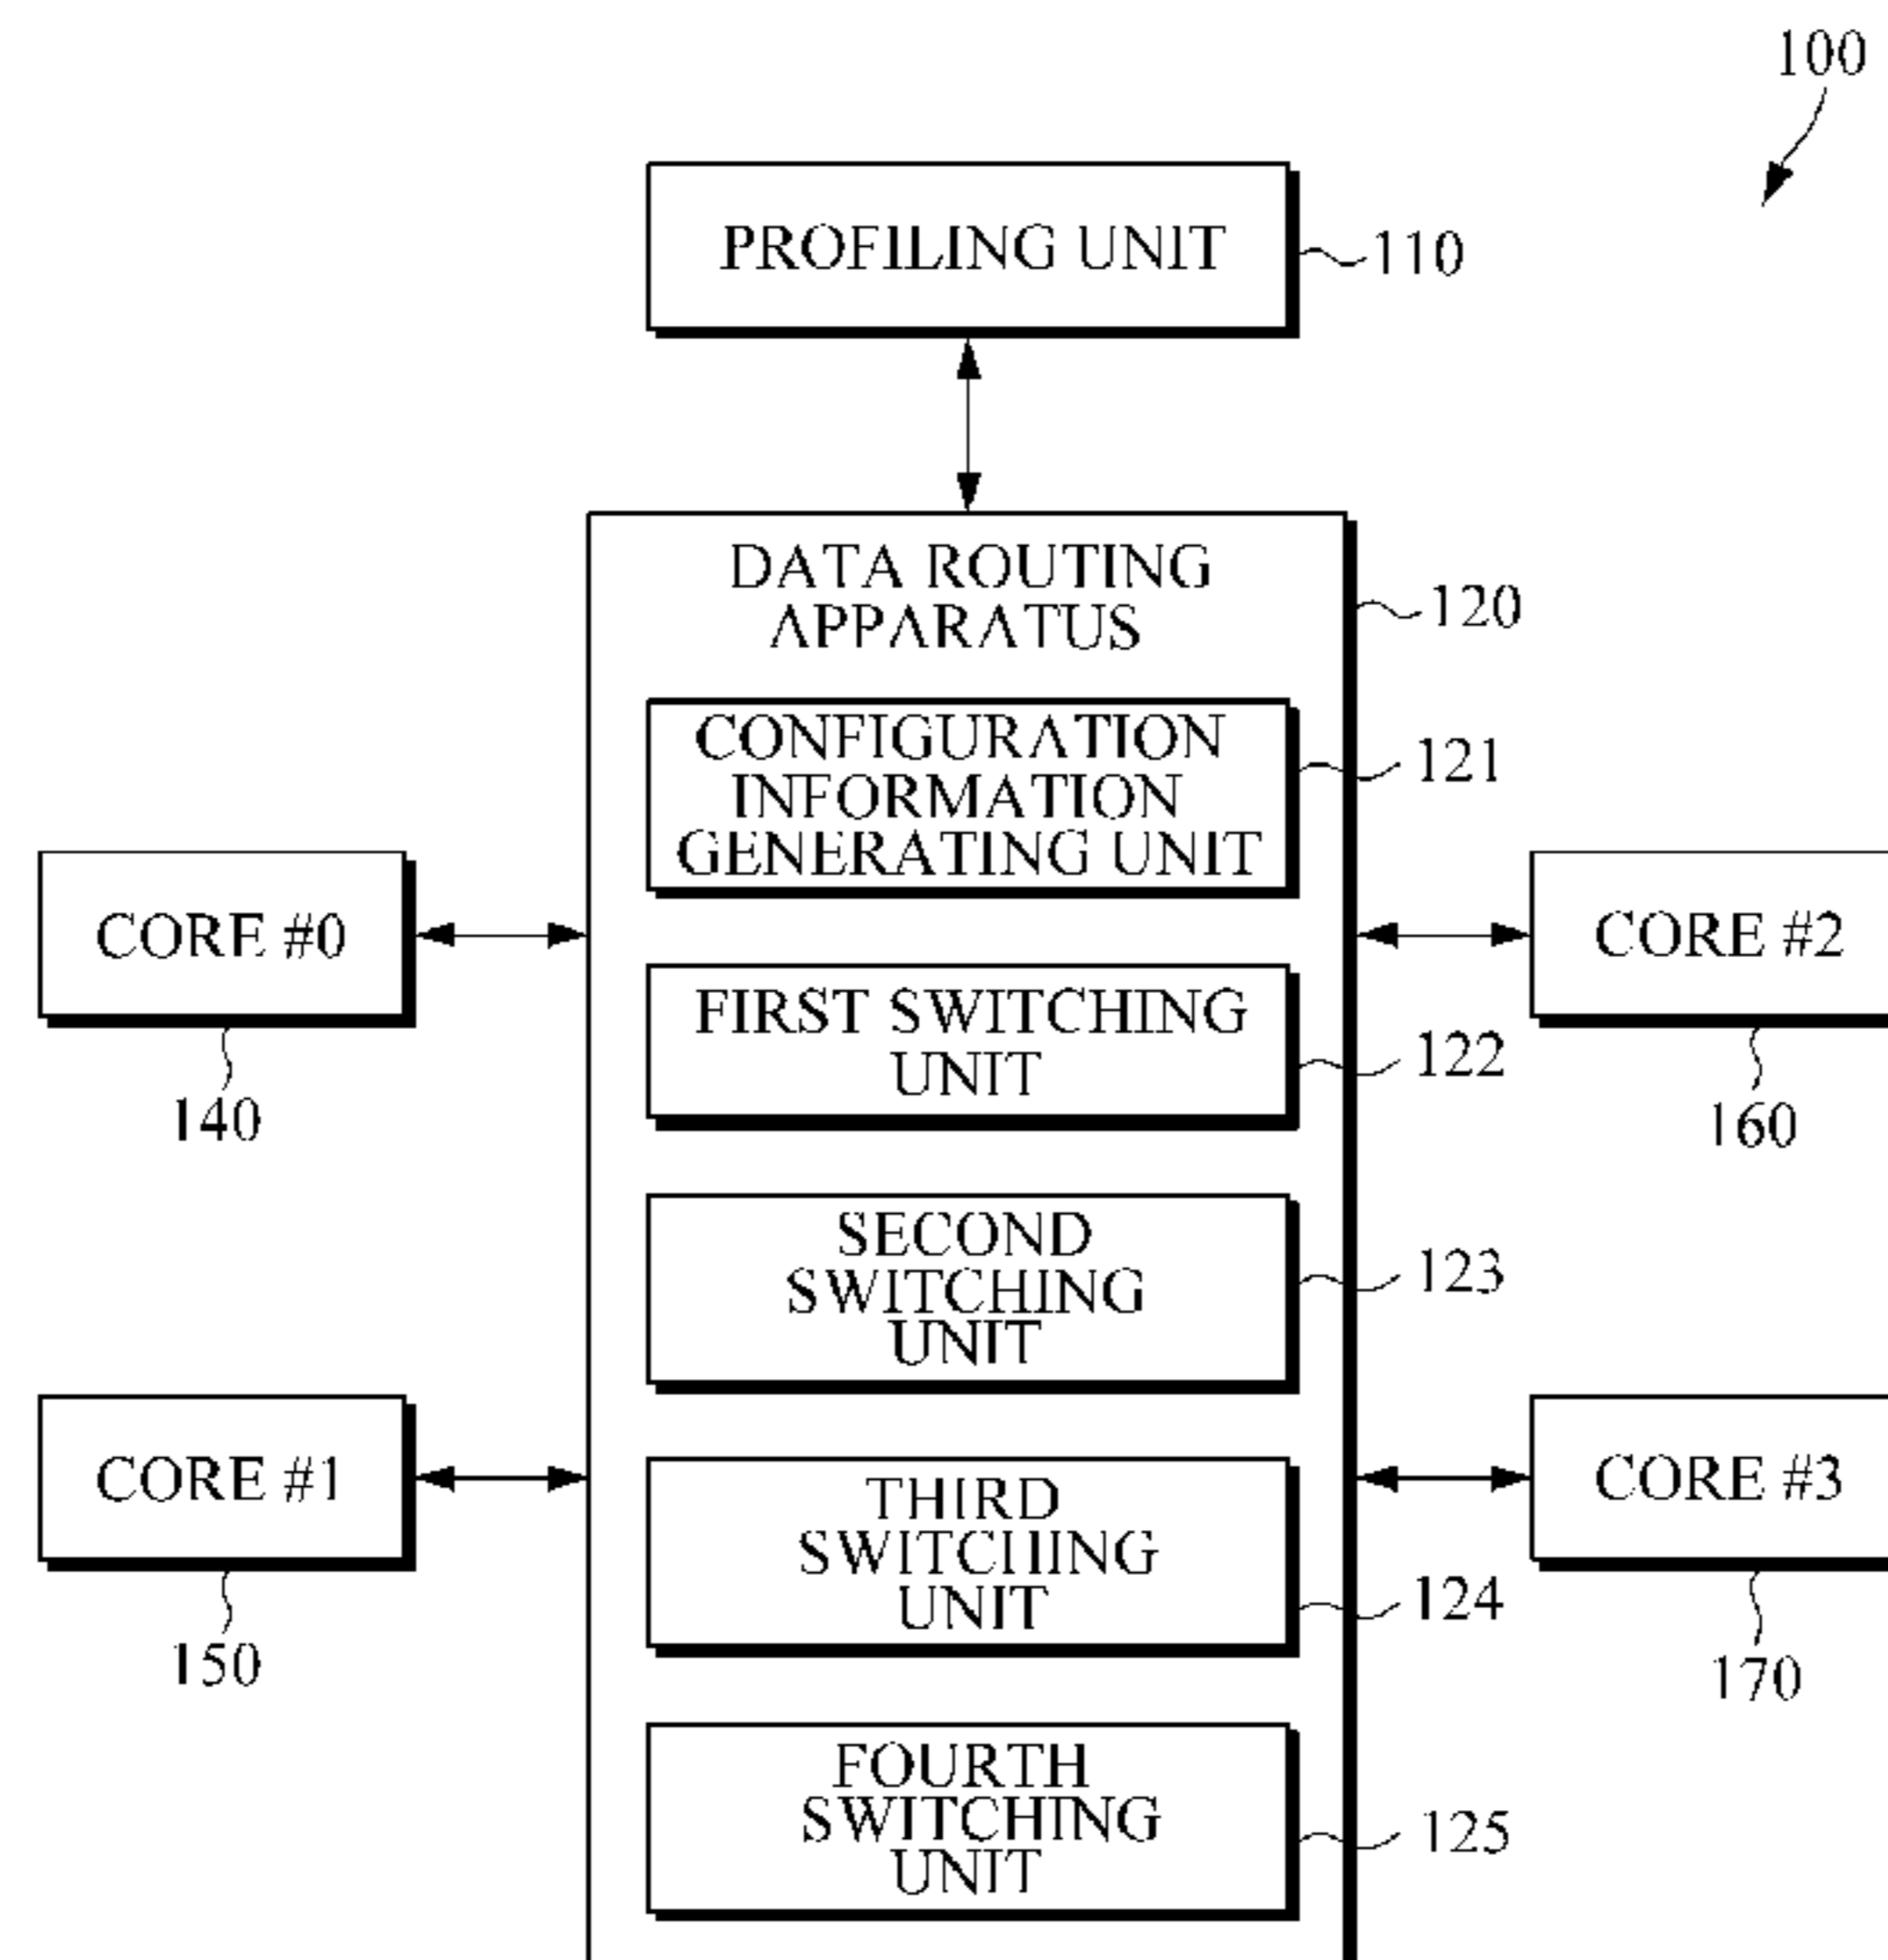 100
PROFILING UNIT
110
DATA ROUTING
APPARATUS
120
CONFIGURATION
INFORMATION
GENERATING UNIT
121
CORE #0
140
CORE #2
160
FIRST SWITCHING
UNIT
122
SECOND
SWITCHING
UNIT
123
CORE #1
150
CORE #3
170
THIRD
SWITCHING
UNIT
124
FOURTH
SWITCHING
UNIT
125